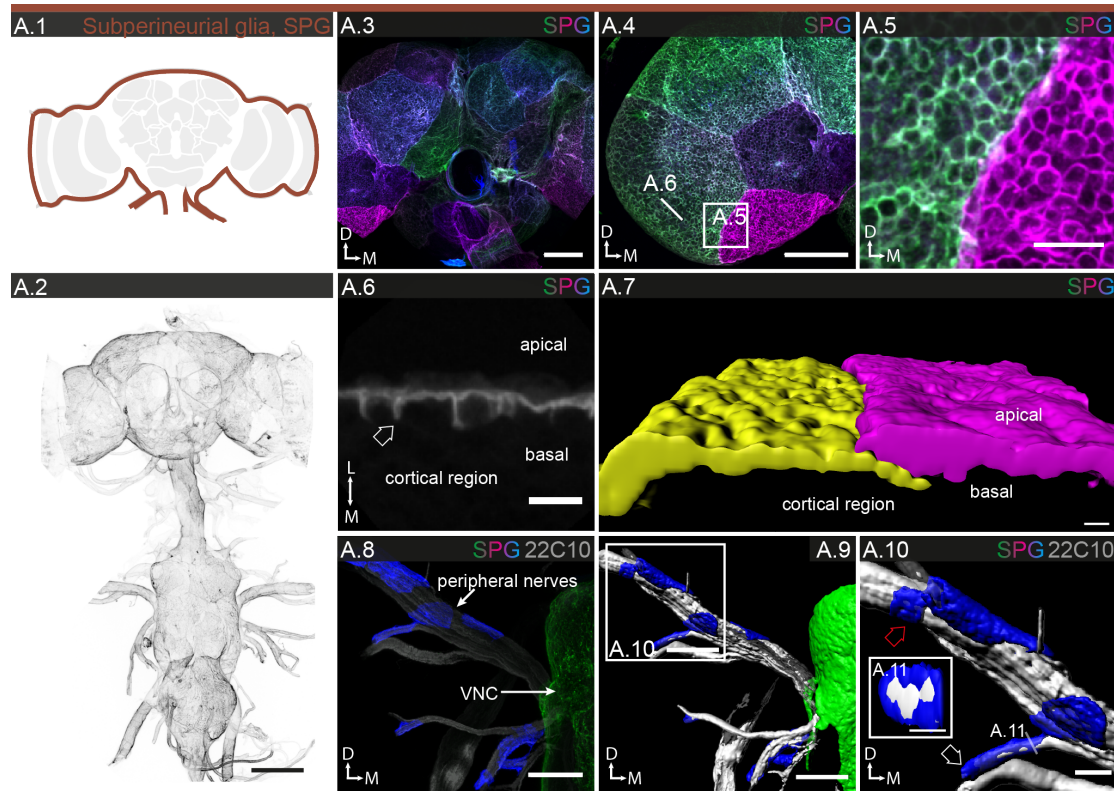 A.1 Subperineurial glia, SPG
A.3 SPG
D
M
A.4 SPG
A.6
A.5
D
M
A.5 SPG
A.2
A.6 SPG
apical
basal
cortical region
L
M
A.7 SPG
apical
basal
cortical region
A.8 SPG 22C10
peripheral nerves
VNC
D
M
A.9
A.10
D
M
A.10 SPG 22C10
A.11
A.11
D
M